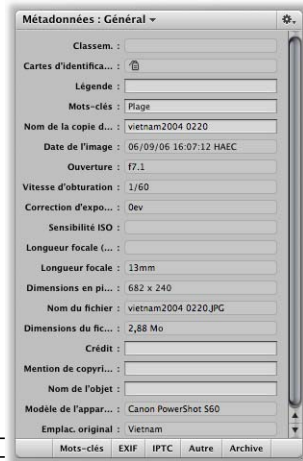 Métadonnées : Général
Classem. :
Cartes d'identifica... :
Légende :
Mots-clés : Plage
Nom de la copie d... : vietnam2004 0220
Date de l'image : 06/09/06 16:07:12 HAEC
Ouverture : f7.1
Vitesse d'obturation : 1/60
Correction d'expo... : 0ev
Sensibilité ISO :
Longueur focale (... :
Longueur focale : 13mm
Dimensions en pi... : 682 x 240
Nom du fichier : vietnam2004 0220.JPG
Dimensions du fic... : 2,88 Mo
Crédit :
Mention de copyri... :
Nom de l'objet :
Modèle de l'appar... : Canon PowerShot S60
Emplac. original : Vietnam
Mots-clés EXIF IPTC Autre Archive